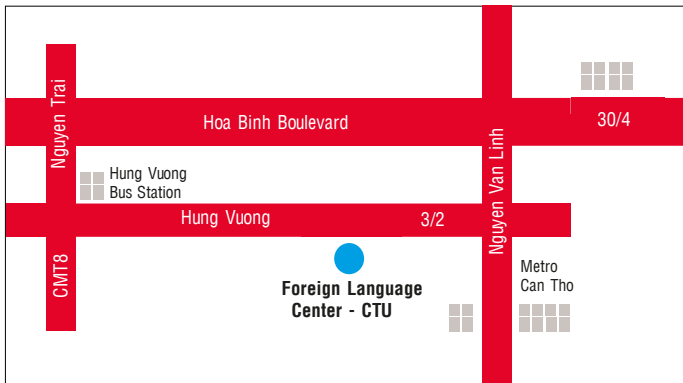 Nguyen Trai
Hoa Binh Boulevard
30/4
Nguyen Van Linh
Hung Vuong
Bus Station
Hung Vuong
3/2
CMT8
Foreign Language
Center - CTU
Metro
Can Tho